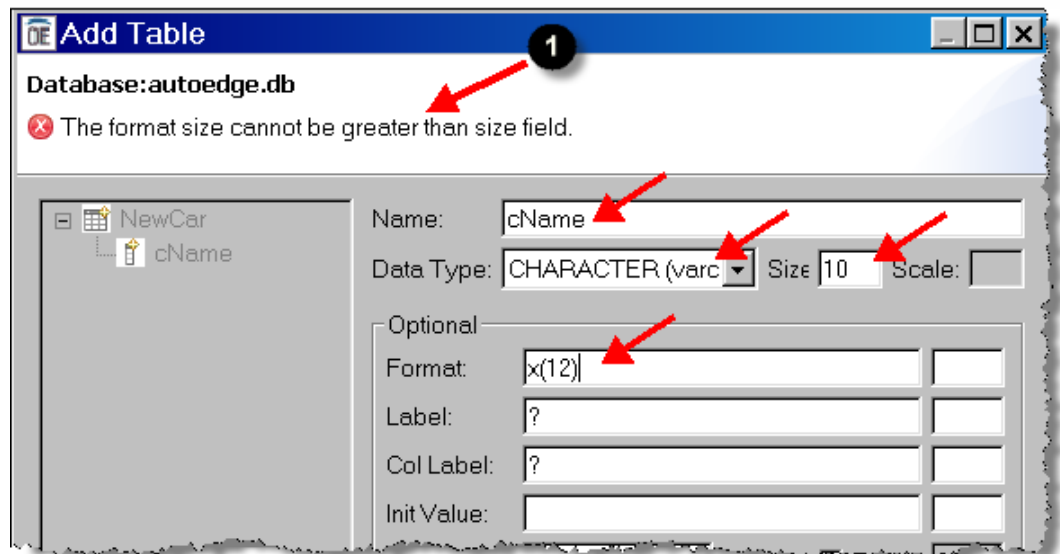 OE Add Table
1
Database:autoedge.db
The format size cannot be greater than size field.
NewCar
cName
Name: cName
Data Type: CHARACTER (varc Size 10 Scale:
Optional
Format: x(12)
Label: ?
Col Label: ?
Init Value: